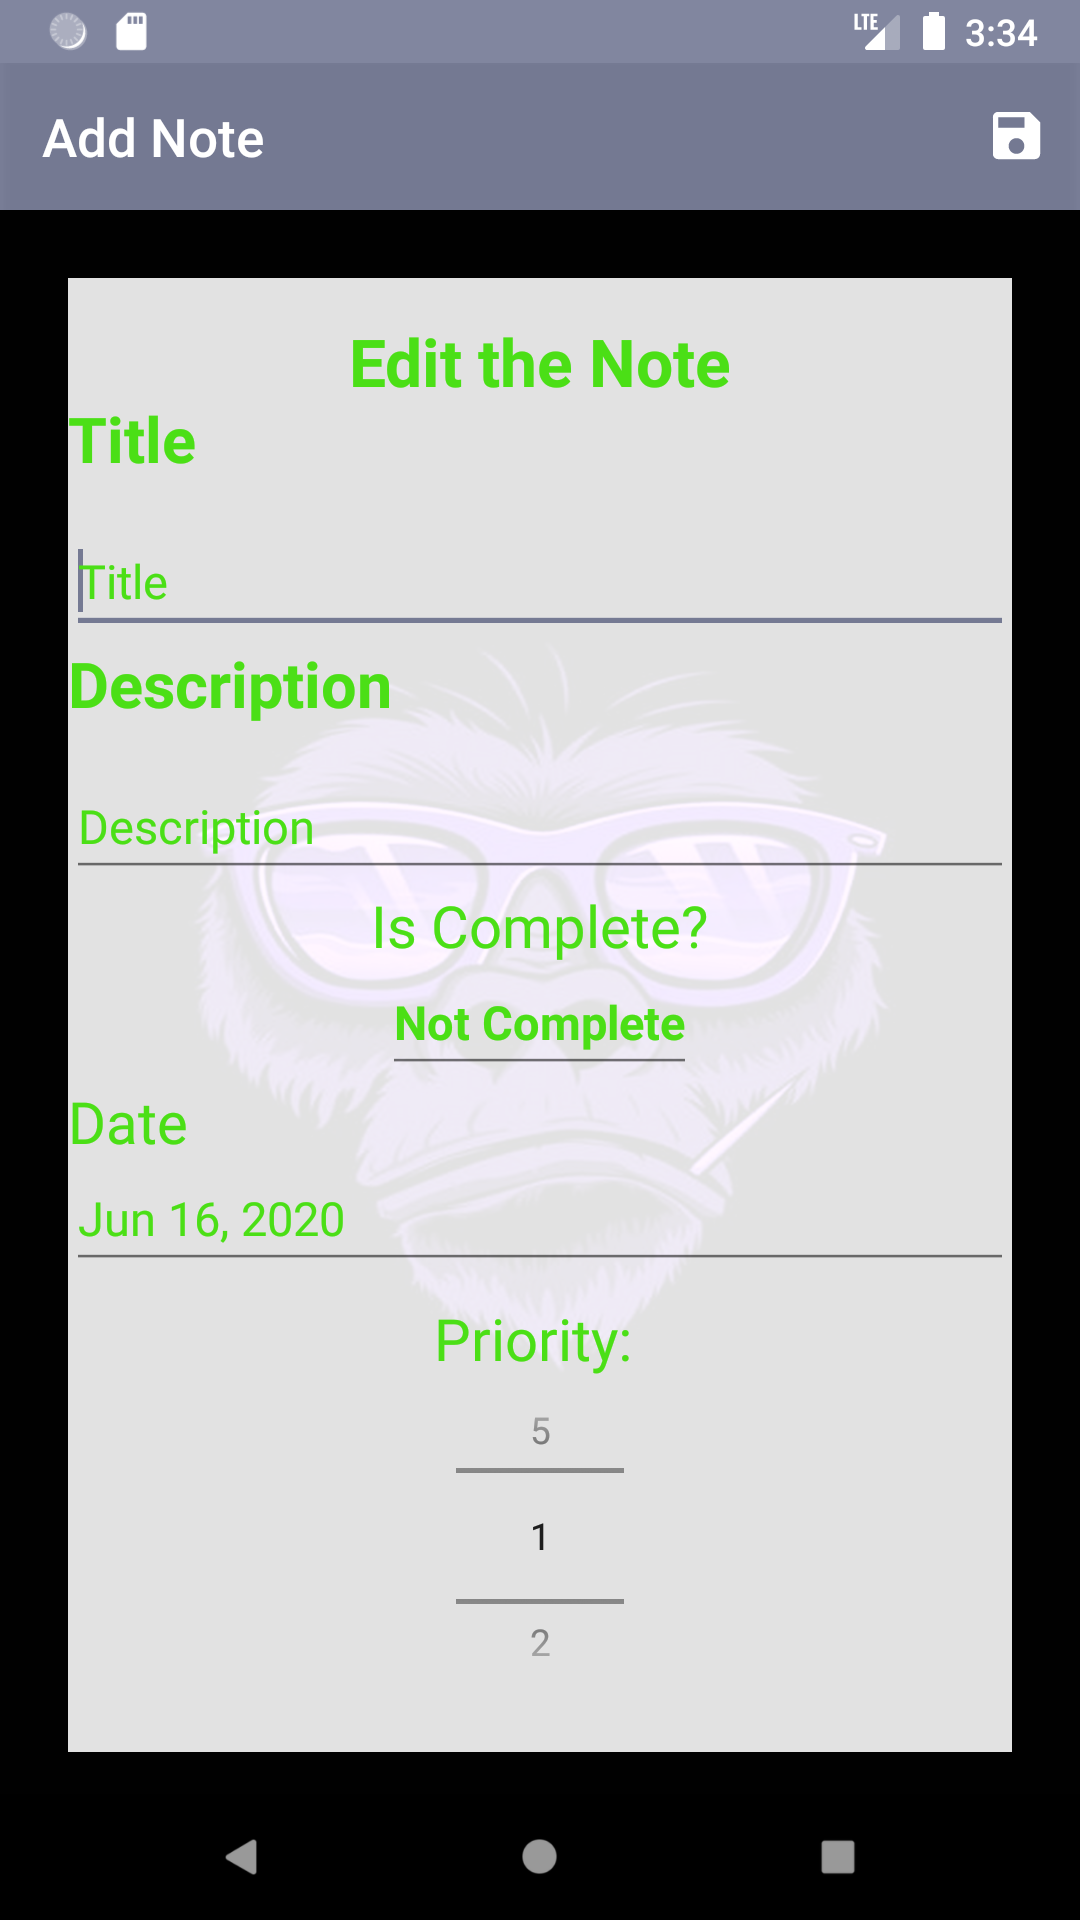 LTE 3:34
Add Note
Edit the Note
Title
Title
Description
Description
Is Complete?
Not Complete
Date
Jun 16, 2020
Priority:
5
1
2